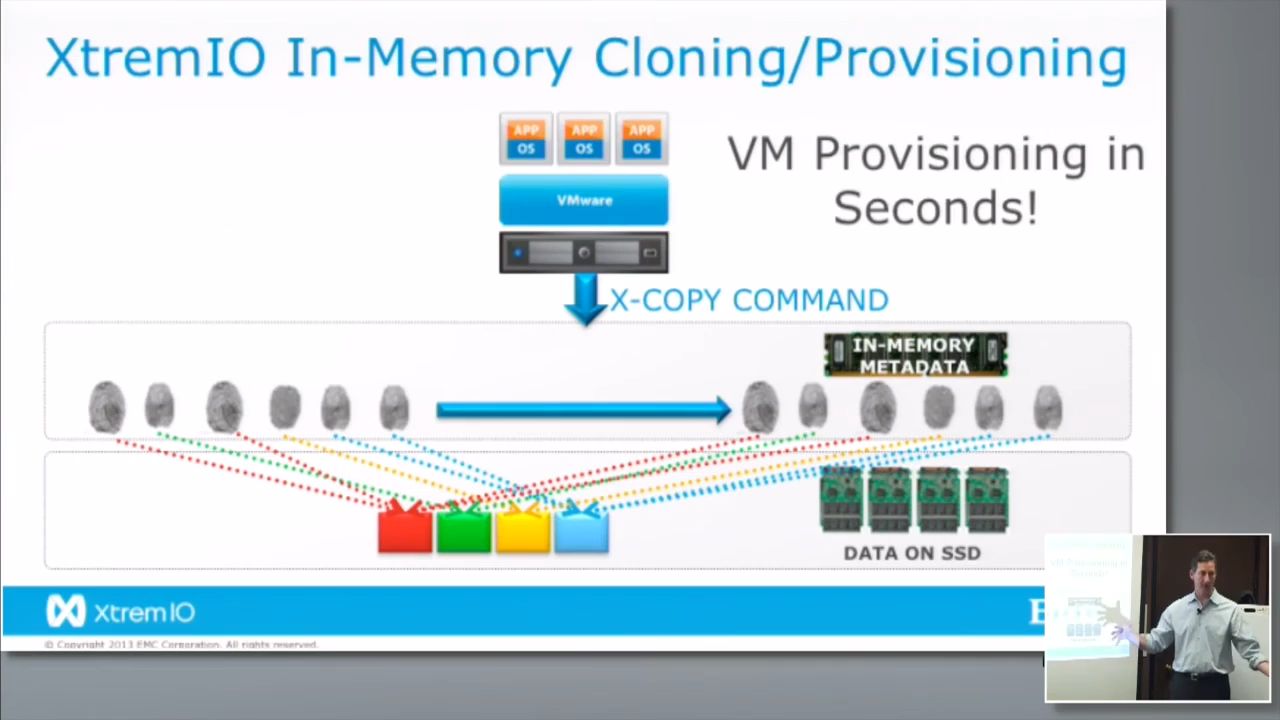 XtremIO In-Memory Cloning/Provisioning
APP APP APP
OS OS OS
VM Provisioning in
Seconds!
VMware
X-COPY COMMAND
IN-MEMORY
METADATA
DATA ON SSD
XtremIO
© Copyright 2013 EMC Corporation. All rights reserved.